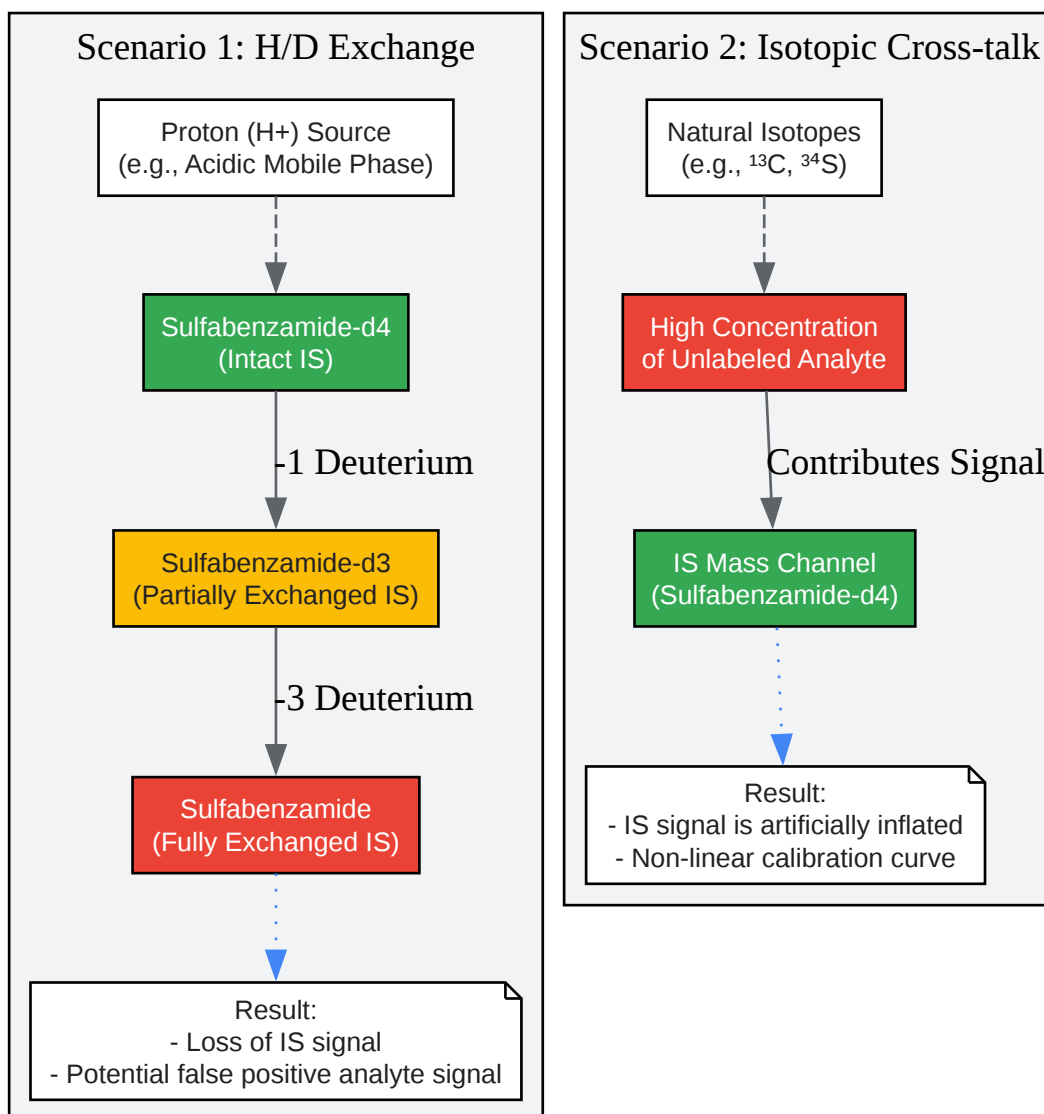 Scenario 1: H/D Exchange
Proton (H+) Source
(e.g., Acidic Mobile Phase)
Sulfabenzamide-d4
(Intact IS)
-1 Deuterium
Sulfabenzamide-d3
(Partially Exchanged IS)
-3 Deuterium
Sulfabenzamide
(Fully Exchanged IS)
Result:
- Loss of IS signal
- Potential false positive analyte signal
Scenario 2: Isotopic Cross-talk
Natural Isotopes
(e.g., ¹³C, ³⁴S)
High Concentration
of Unlabeled Analyte
Contributes Signal
IS Mass Channel
(Sulfabenzamide-d4)
Result:
- IS signal is artificially inflated
- Non-linear calibration curve